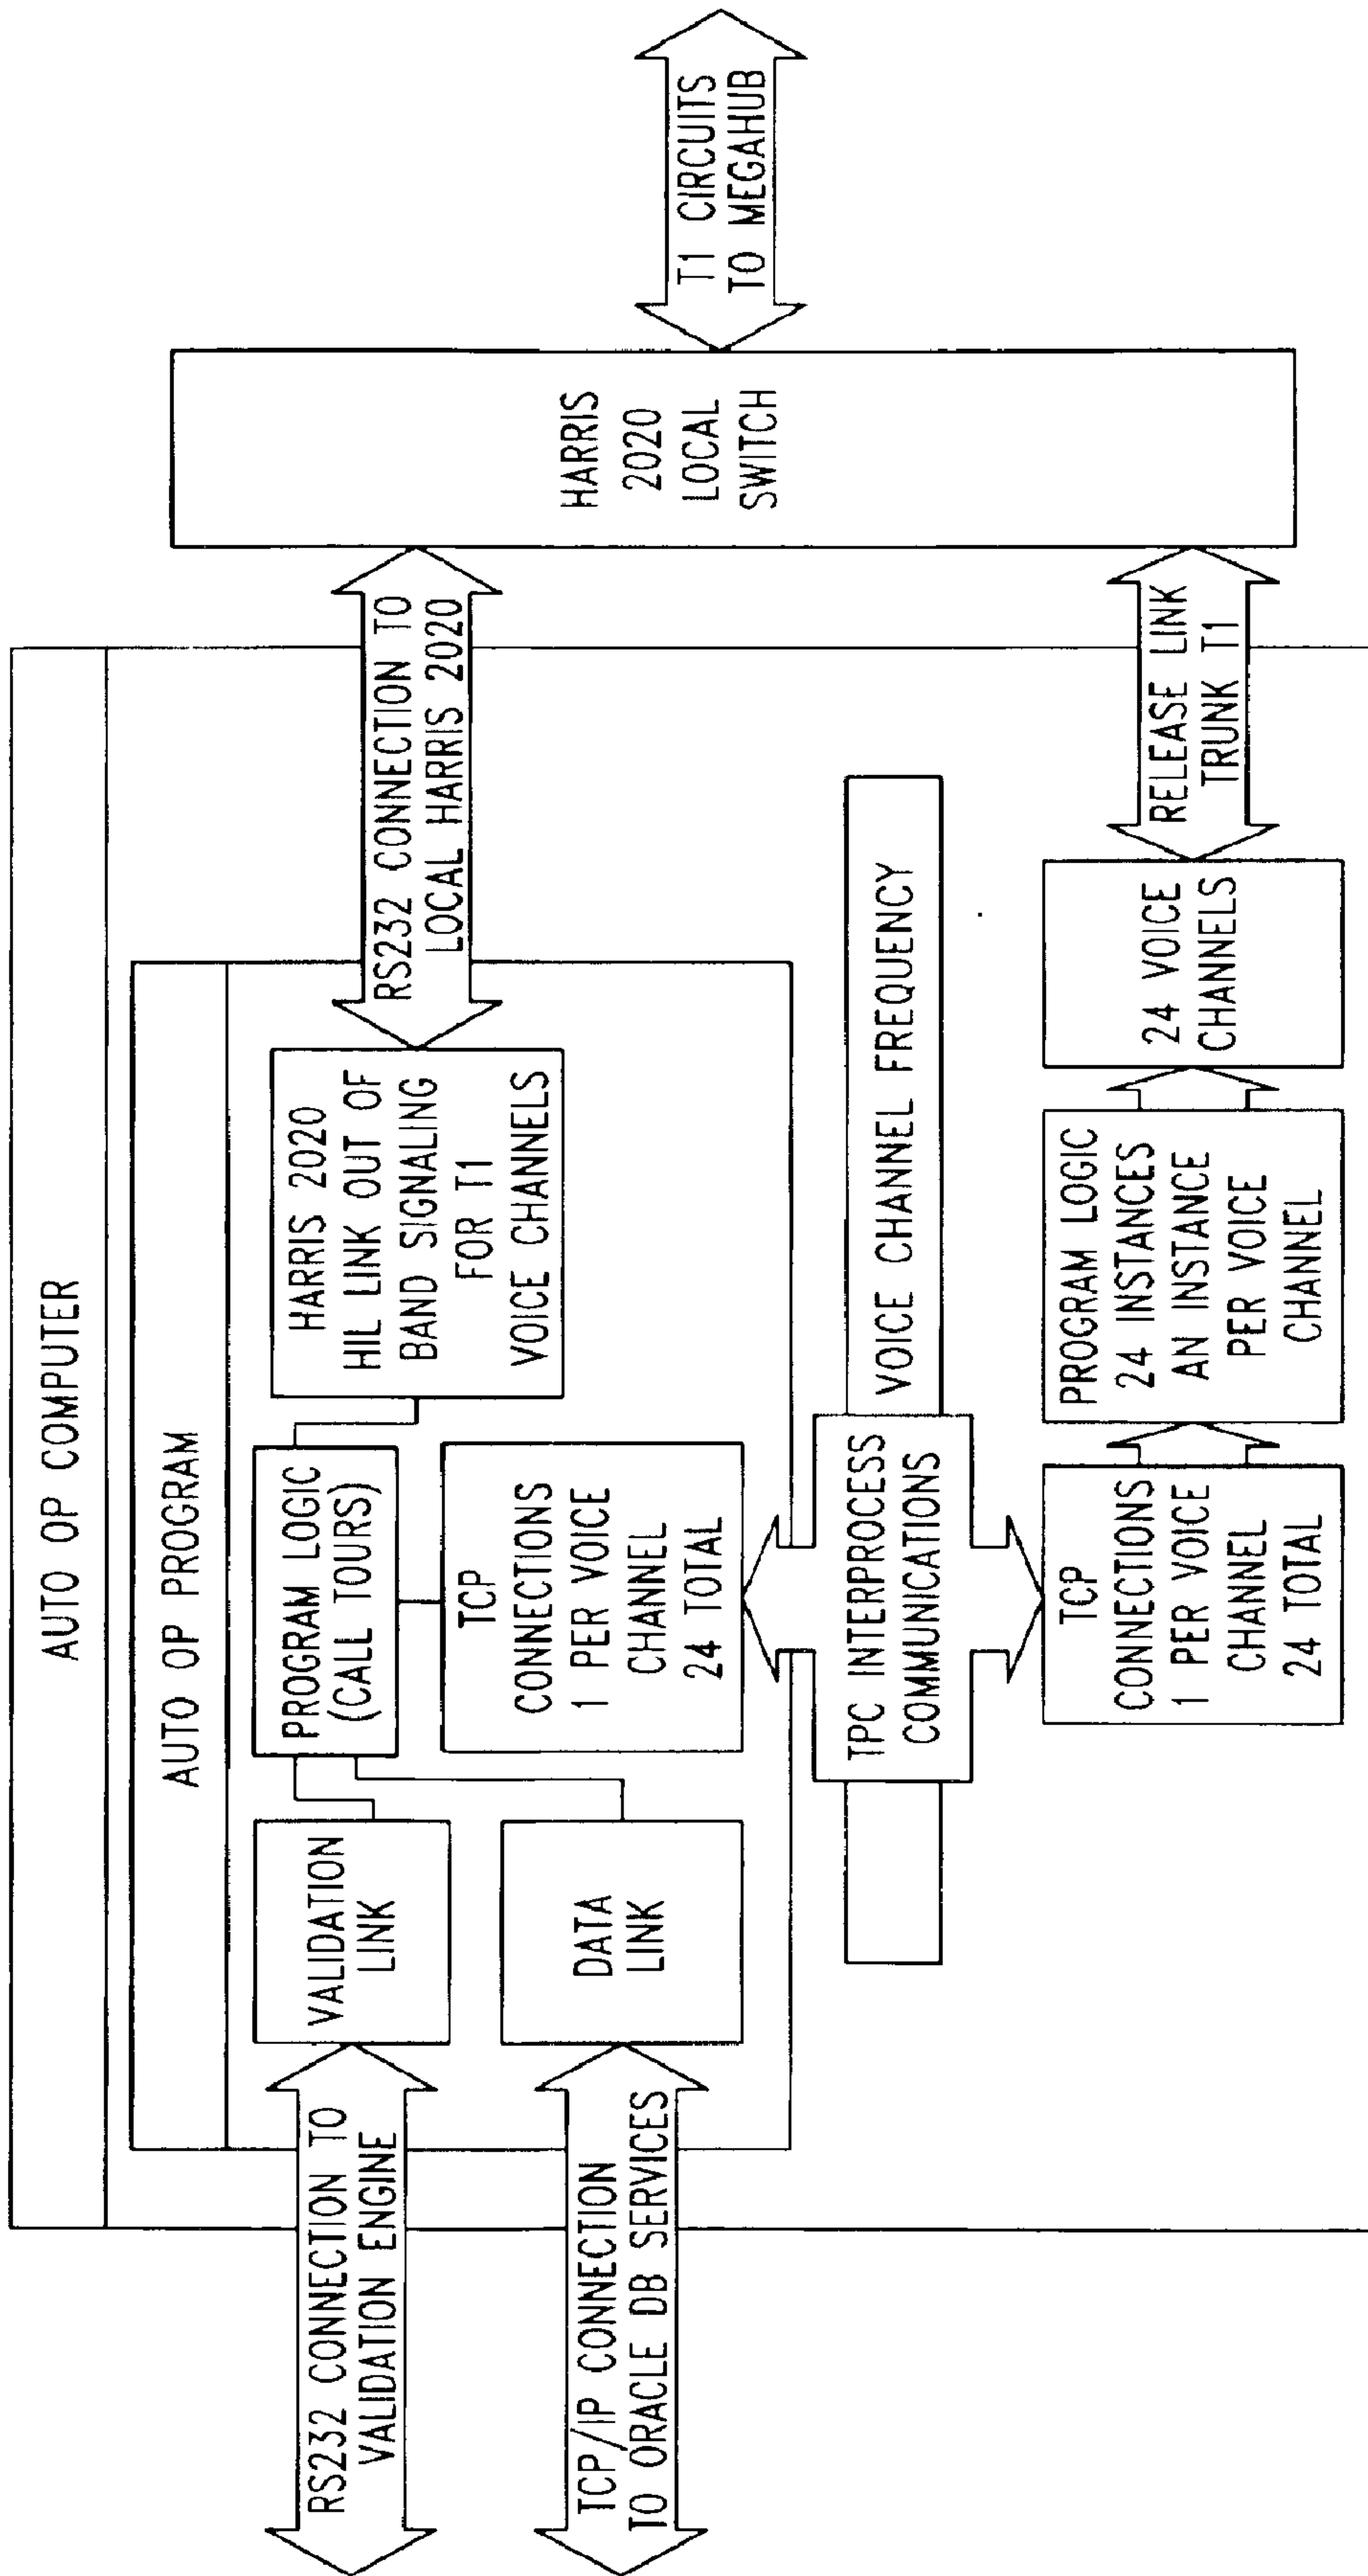 AUTO OP COMPUTER
AUTO OP PROGRAM
RS232 CONNECTION TO
VALIDATION ENGINE
VALIDATION
LINK
PROGRAM LOGIC
(CALL TOURS)
HARRIS 2020
HIL LINK OUT OF
BAND SIGNALING
FOR T1
VOICE CHANNELS
RS232 CONNECTION TO
LOCAL HARRIS 2020
HARRIS
2020
LOCAL
SWITCH
T1 CIRCUITS
TO MEGAHUB
TCP/IP CONNECTION
TO ORACLE DB SERVICES
DATA
LINK
TCP
CONNECTIONS
1 PER VOICE
CHANNEL
24 TOTAL
TPC INTERPROCESS
COMMUNICATIONS
VOICE CHANNEL FREQUENCY
TCP
CONNECTIONS
1 PER VOICE
CHANNEL
24 TOTAL
PROGRAM LOGIC
24 INSTANCES
AN INSTANCE
PER VOICE
CHANNEL
24 VOICE
CHANNELS
RELEASE LINK
TRUNK T1